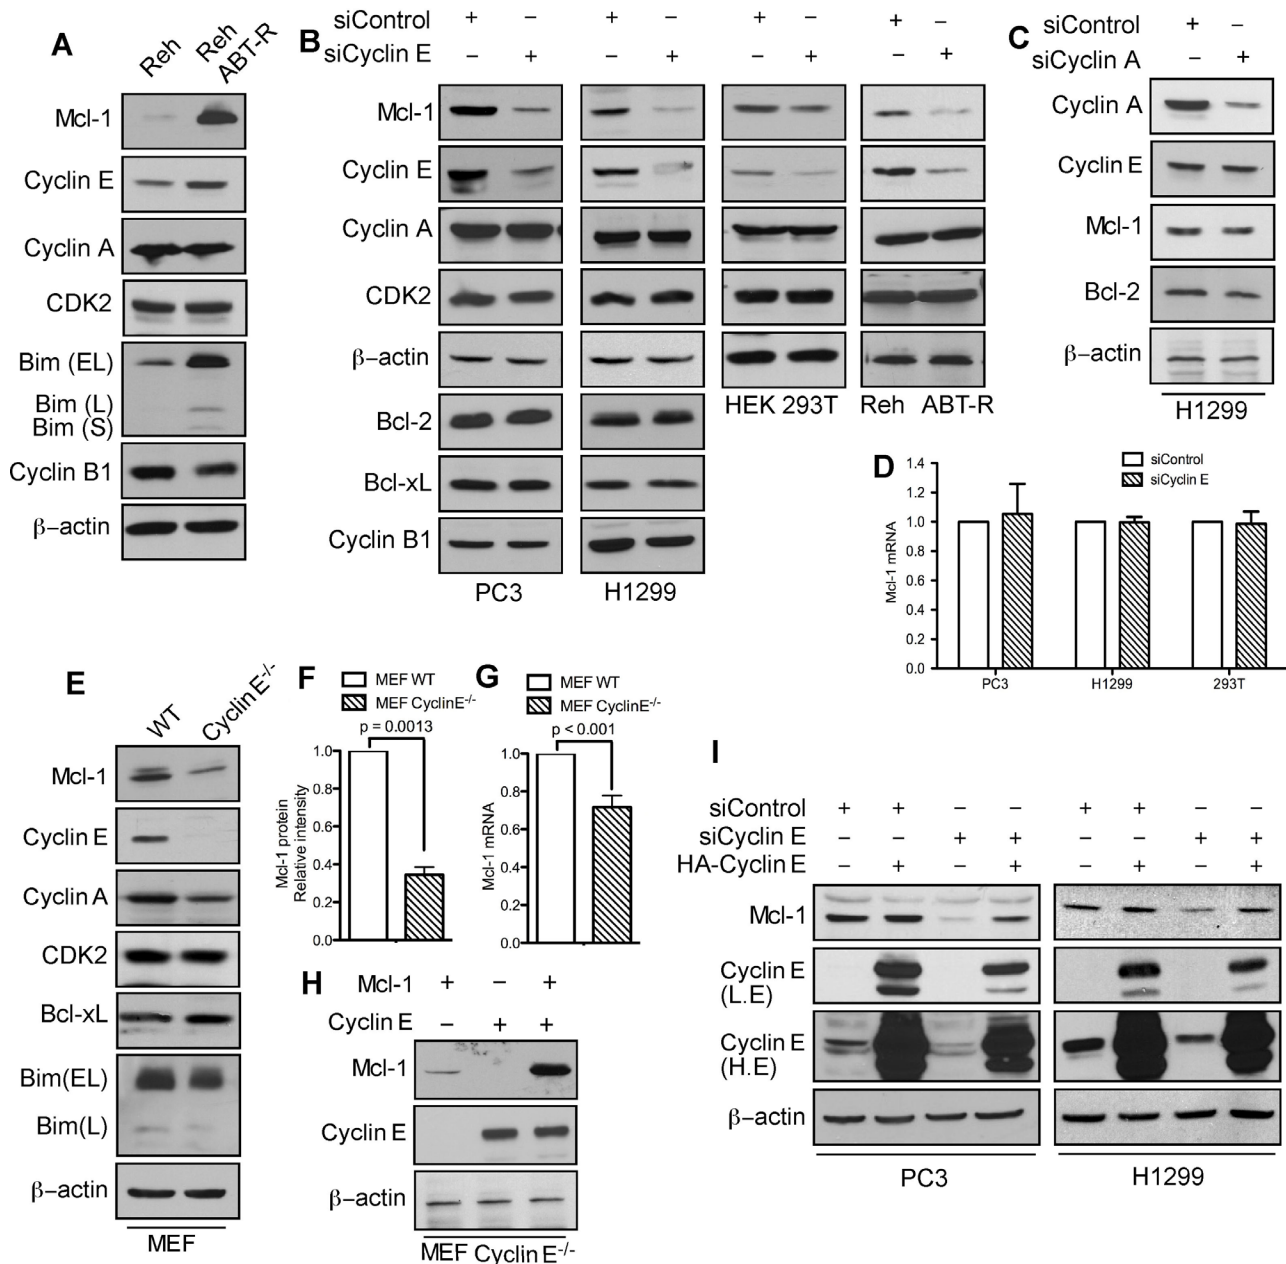 A
Reh
Reh
ABT-R
Mcl-1
Cyclin E
Cyclin A
CDK2
Bim (EL)
Bim (L)
Bim (S)
Cyclin B1
β–actin
B
siControl + – + – + – + –
siCyclin E – + – + – + – +
Mcl-1
Cyclin E
Cyclin A
CDK2
β–actin
HEK 293T
Reh ABT-R
Bcl-2
Bcl-xL
Cyclin B1
PC3
H1299
C
siControl + –
siCyclin A – +
Cyclin A
Cyclin E
Mcl-1
Bcl-2
β–actin
H1299
D
siControl
siCyclin E
Mcl-1 mRNA
1.4
1.2
1.0
0.8
0.6
0.4
0.2
0.0
PC3
H1299
293T
E
WT
CyclinE-/-
Mcl-1
Cyclin E
Cyclin A
CDK2
Bcl-xL
Bim(EL)
Bim(L)
β–actin
MEF
F
MEF WT
MEF CyclinE-/-
p = 0.0013
Mcl-1 protein
Relative intensity
1.0
0.8
0.6
0.4
0.2
0.0
G
MEF WT
MEF CyclinE-/-
p < 0.001
Mcl-1 mRNA
1.0
0.8
0.6
0.4
0.2
0.0
H
Mcl-1 + – +
Cyclin E – + +
Mcl-1
Cyclin E
β–actin
MEF CyclinE-/-
I
siControl + + – – + + – –
siCyclin E – – + + – – + +
HA-Cyclin E – + – + – + – +
Mcl-1
Cyclin E
(L.E)
Cyclin E
(H.E)
β–actin
PC3
H1299